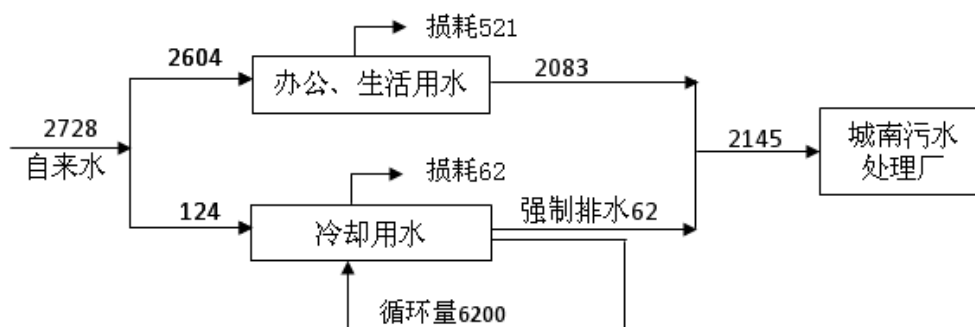 损耗521
2604
办公、生活用水
2083
2728
自来水
2145
城南污水
处理厂
损耗62
124
冷却用水
强制排水62
循环量6200